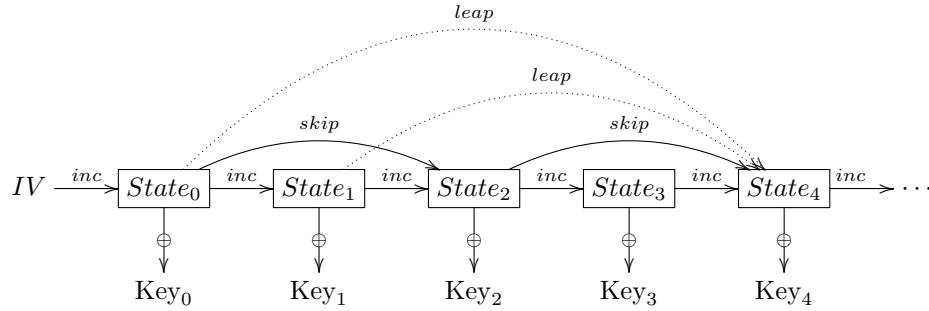 leap
leap
skip skip
IV inc State₀ inc State₁ inc State₂ inc State₃ inc State₄ inc ⋯
Key₀ Key₁ Key₂ Key₃ Key₄